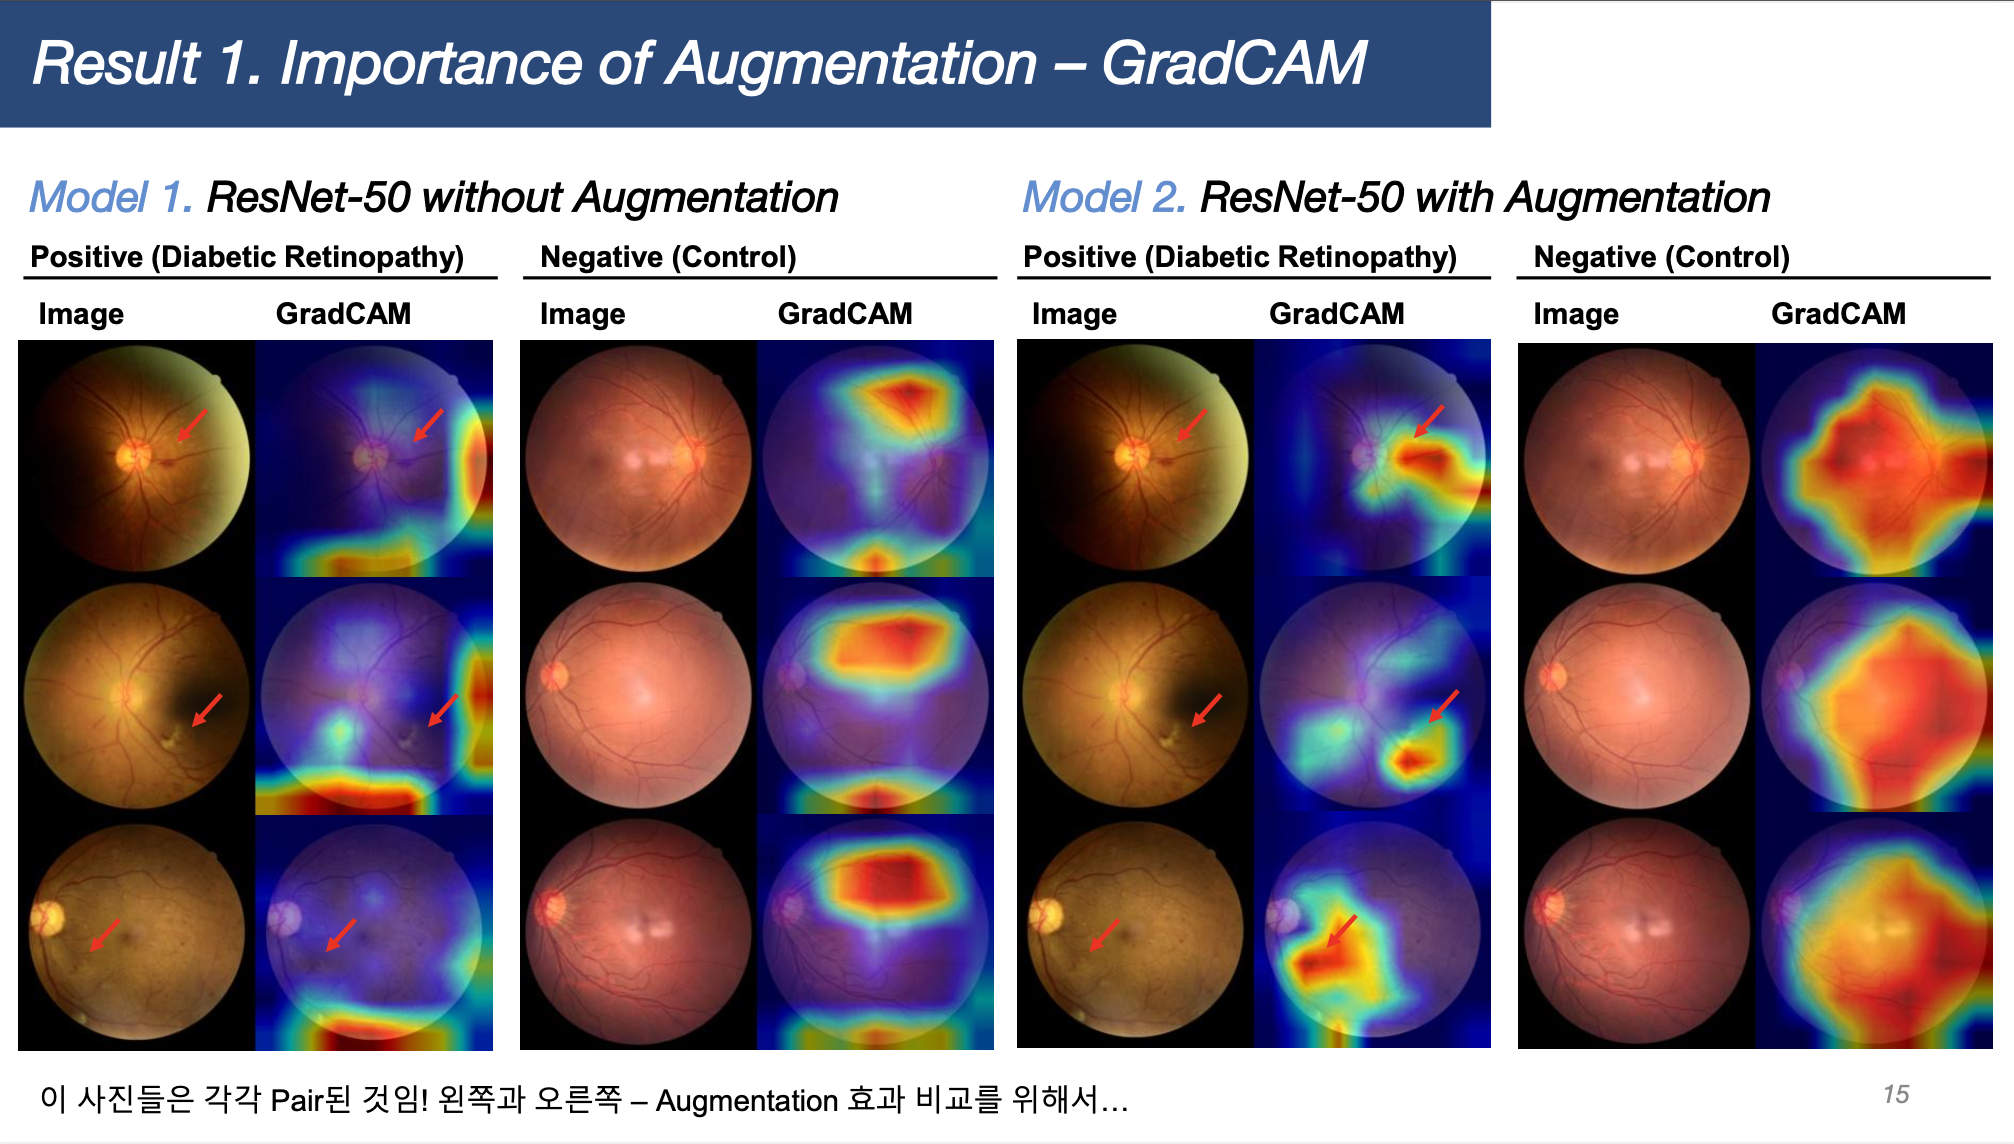 Result 1. Importance of Augmentation – GradCAM
Model 1. ResNet-50 without Augmentation
Positive (Diabetic Retinopathy)
Negative (Control)
Image
GradCAM
Image
GradCAM
Model 2. ResNet-50 with Augmentation
Positive (Diabetic Retinopathy)
Negative (Control)
Image
GradCAM
Image
GradCAM
이 사진들은 각각 Pair된 것임! 왼쪽과 오른쪽 – Augmentation 효과 비교를 위해서…
15